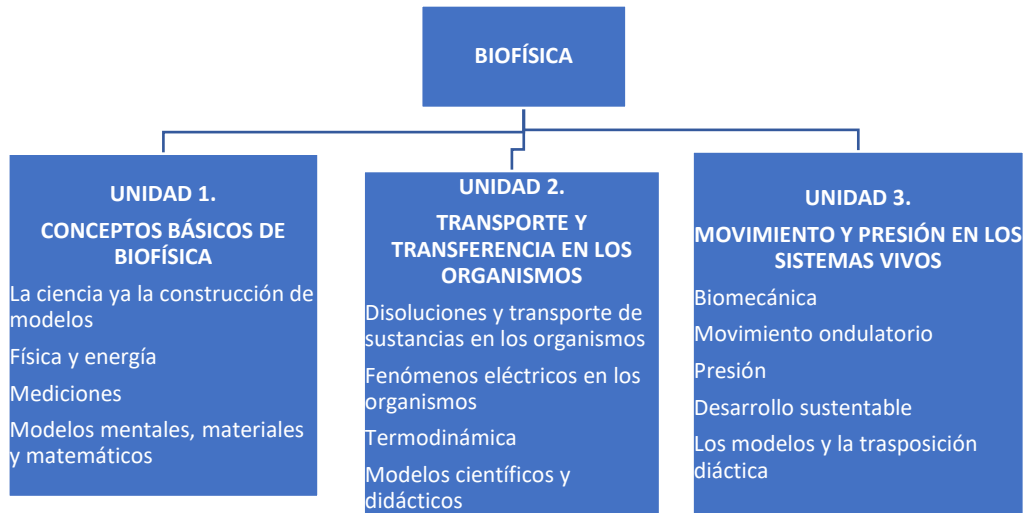 BIOFÍSICA
UNIDAD 1.
CONCEPTOS BÁSICOS DE
BIOFÍSICA
La ciencia ya la construcción de
modelos
Física y energía
Mediciones
Modelos mentales, materiales
y matemáticos
UNIDAD 2.
TRANSPORTE Y
TRANSFERENCIA EN LOS
ORGANISMOS
Disoluciones y transporte de
sustancias en los organismos
Fenómenos eléctricos en los
organismos
Termodinámica
Modelos científicos y
didácticos
UNIDAD 3.
MOVIMIENTO Y PRESIÓN EN LOS
SISTEMAS VIVOS
Biomecánica
Movimiento ondulatorio
Presión
Desarrollo sustentable
Los modelos y la trasposición
diáctica